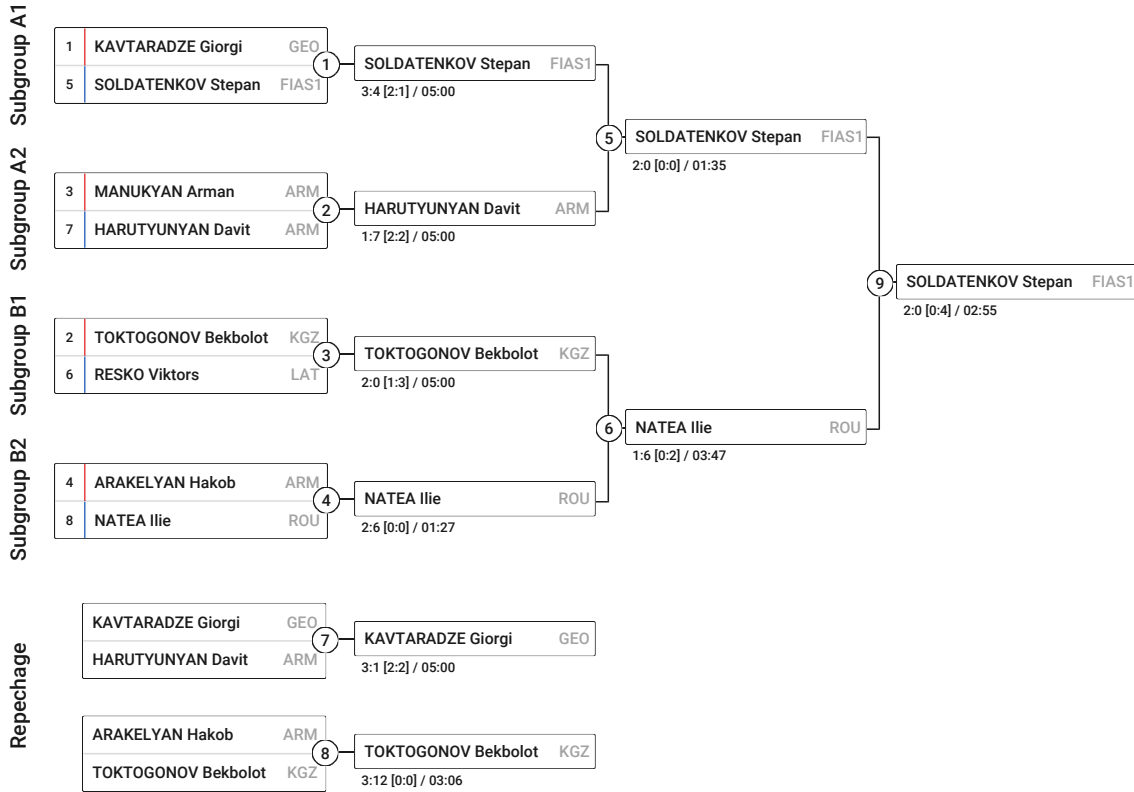 Subgroup A1
1 KAVTARADZE Giorgi GEO
5 SOLDATENKOV Stepan FIAS1
1
SOLDATENKOV Stepan FIAS1
3:4 [2:1] / 05:00
Subgroup A2
3 MANUKYAN Arman ARM
7 HARUTYUNYAN Davit ARM
2
HARUTYUNYAN Davit ARM
1:7 [2:2] / 05:00
5
SOLDATENKOV Stepan FIAS1
2:0 [0:0] / 01:35
Subgroup B1
2 TOKTOGONOV Bekbolot KGZ
6 RESKO Viktors LAT
3
TOKTOGONOV Bekbolot KGZ
2:0 [1:3] / 05:00
Subgroup B2
4 ARAKELYAN Hakob ARM
8 NATEA Ilie ROU
4
NATEA Ilie ROU
2:6 [0:0] / 01:27
6
NATEA Ilie ROU
1:6 [0:2] / 03:47
9
SOLDATENKOV Stepan FIAS1
2:0 [0:4] / 02:55
Repechage
KAVTARADZE Giorgi GEO
HARUTYUNYAN Davit ARM
7
KAVTARADZE Giorgi GEO
3:1 [2:2] / 05:00
ARAKELYAN Hakob ARM
TOKTOGONOV Bekbolot KGZ
8
TOKTOGONOV Bekbolot KGZ
3:12 [0:0] / 03:06